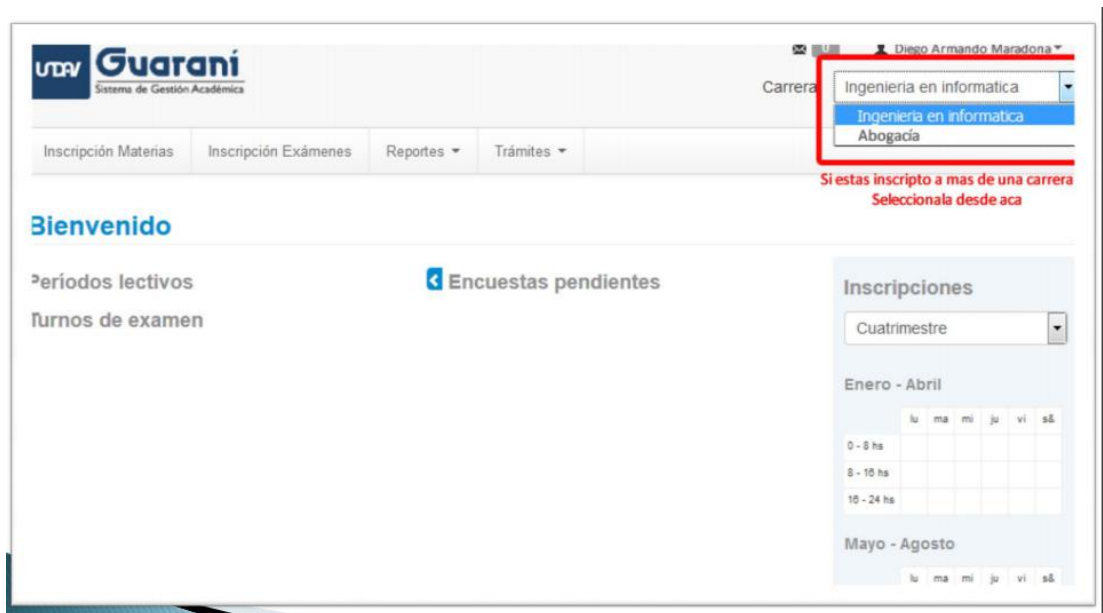 UNDAV Guaraní
Sistema de Gestión Académica
0 Diego Armando Maradona
Carrera Ingenieria en informatica
Ingenieria en informatica
Abogacía
Inscripción Materias Inscripción Exámenes Reportes Trámites
Si estas inscripto a mas de una carrera
Seleccionala desde aca
Bienvenido
Períodos lectivos
Encuestas pendientes
Turnos de examen
Inscripciones
Cuatrimestre
Enero - Abril
lu ma mi ju vi s&
0 - 8 hs
8 - 16 hs
16 - 24 hs
Mayo - Agosto
lu ma mi ju vi s&